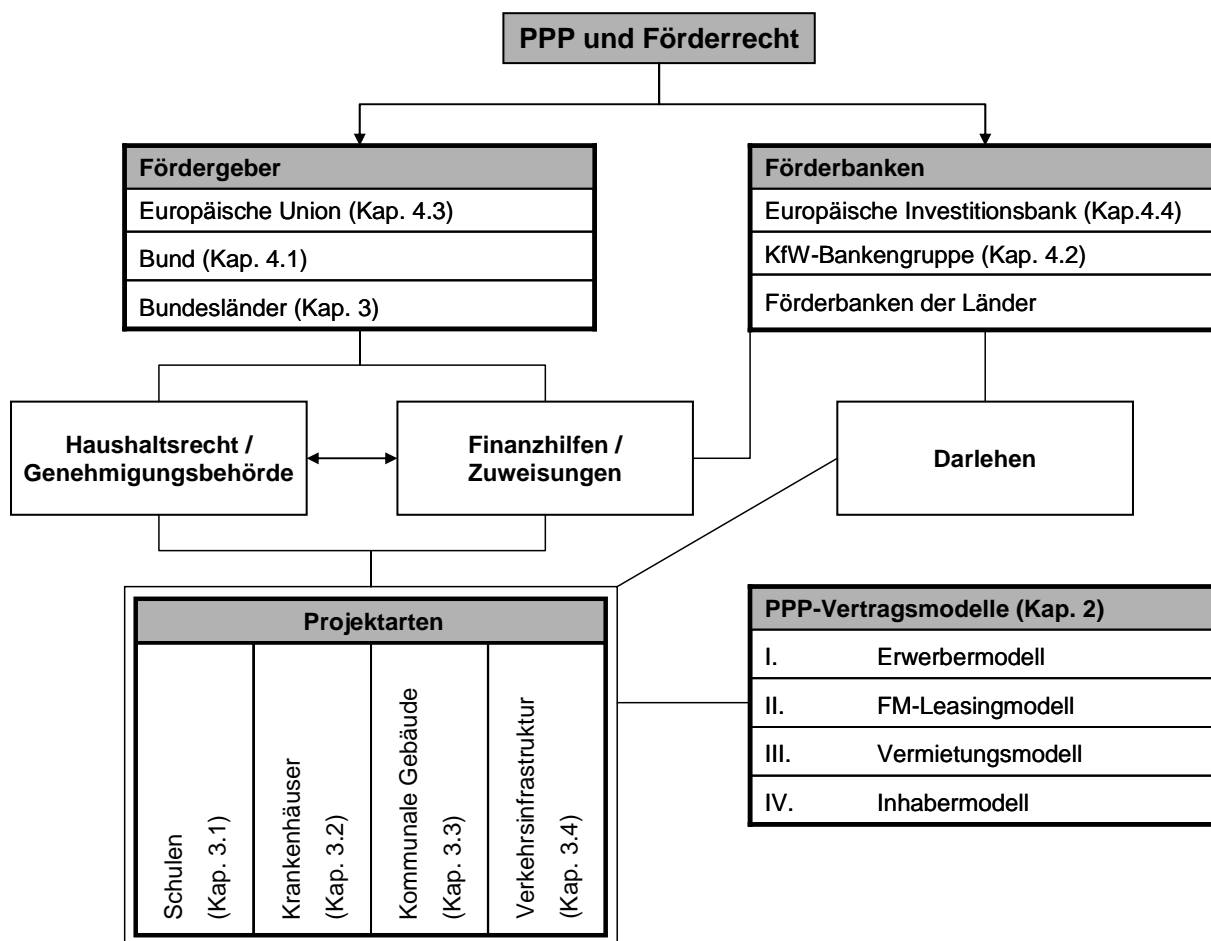 PPP und Förderrecht
Fördergeber
Europäische Union (Kap. 4.3)
Bund (Kap. 4.1)
Bundesländer (Kap. 3)
Förderbanken
Europäische Investitionsbank (Kap.4.4)
KfW-Bankengruppe (Kap. 4.2)
Förderbanken der Länder
Haushaltsrecht /
Genehmigungsbehörde
Finanzhilfen /
Zuweisungen
Darlehen
Projektarten
Schulen
(Kap. 3.1)
Krankenhäuser
(Kap. 3.2)
Kommunale Gebäude
(Kap. 3.3)
Verkehrsinfrastruktur
(Kap. 3.4)
PPP-Vertragsmodelle (Kap. 2)
I. Erwerbermodell
II. FM-Leasingmodell
III. Vermietungsmodell
IV. Inhabermodell